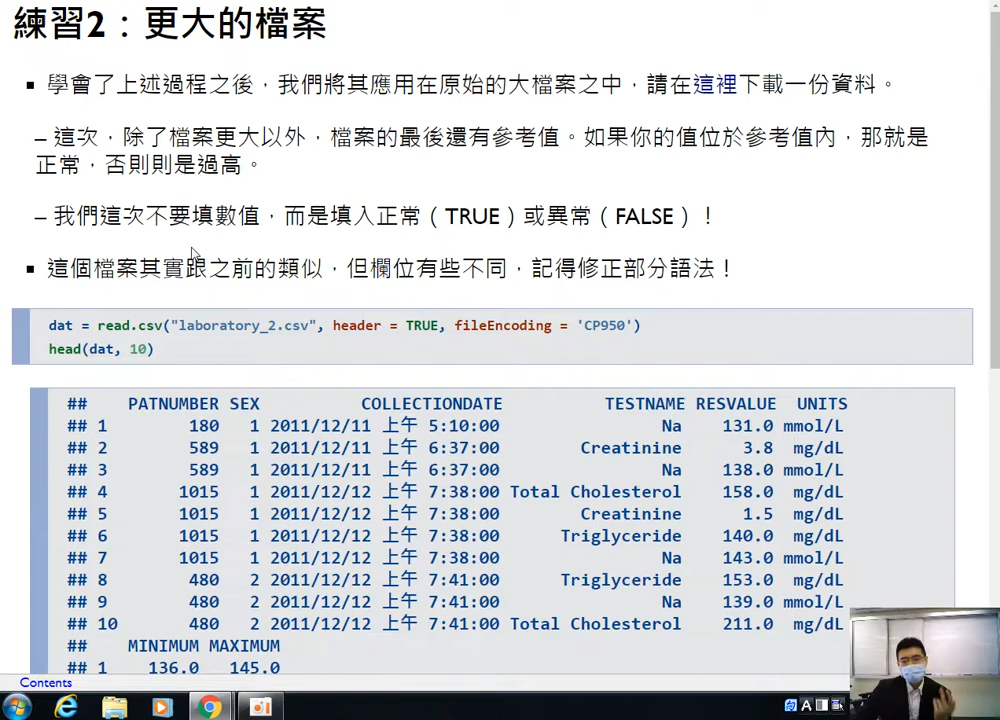 練習2：更大的檔案
▪ 學會了上述過程之後，我們將其應用在原始的大檔案之中，請在這裡下載一份資料。
– 這次，除了檔案更大以外，檔案的最後還有參考值。如果你的值位於參考值內，那就是
正常，否則則是過高。
– 我們這次不要填數值，而是填入正常（TRUE）或異常（FALSE）！
▪ 這個檔案其實跟之前的類似，但欄位有些不同，記得修正部分語法！
dat = read.csv("laboratory_2.csv", header = TRUE, fileEncoding = 'CP950')
head(dat, 10)
## PATNUMBER SEX COLLECTIONDATE TESTNAME RESVALUE UNITS
## 1 180 1 2011/12/11 上午 5:10:00 Na 131.0 mmol/L
## 2 589 1 2011/12/11 上午 6:37:00 Creatinine 3.8 mg/dL
## 3 589 1 2011/12/11 上午 6:37:00 Na 138.0 mmol/L
## 4 1015 1 2011/12/12 上午 7:38:00 Total Cholesterol 158.0 mg/dL
## 5 1015 1 2011/12/12 上午 7:38:00 Creatinine 1.5 mg/dL
## 6 1015 1 2011/12/12 上午 7:38:00 Triglyceride 140.0 mg/dL
## 7 1015 1 2011/12/12 上午 7:38:00 Na 143.0 mmol/L
## 8 480 2 2011/12/12 上午 7:41:00 Triglyceride 153.0 mg/dL
## 9 480 2 2011/12/12 上午 7:41:00 Na 139.0 mmol/L
## 10 480 2 2011/12/12 上午 7:41:00 Total Cholesterol 211.0 mg/dL
## MINIMUM MAXIMUM
## 1 136.0 145.0
Contents
A